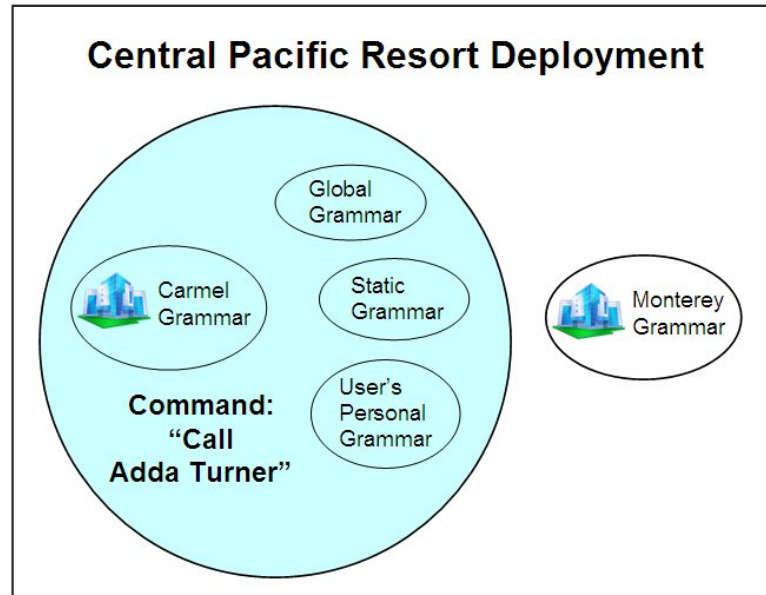 Central Pacific Resort Deployment
Global
Grammar
Carmel
Grammar
Static
Grammar
Monterey
Grammar
User’s
Personal
Grammar
Command:
“Call
Adda Turner”